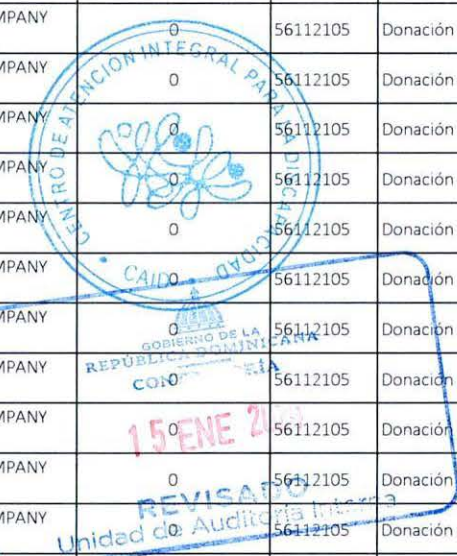 MPANY 0 56112105 Donación
MPANY 0 56112105 Donación
MPANY 0 56112105 Donación
MPANY 0 56112105 Donación
MPANY 0 56112105 Donación
MPANY 0 56112105 Donación
MPANY 0 56112105 Donación
MPANY 0 56112105 Donación
MPANY 0 56112105 Donación
MPANY 0 56112105 Donación
MPANY 0 56112105 Donación
CENTRO DE ATENCION INTEGRAL PARA LA DISCAPACIDAD
CAID
GOBIERNO DE LA
REPÚBLICA DOMINICANA
15 ENE
REVISADO
Unidad de Auditoría Interna